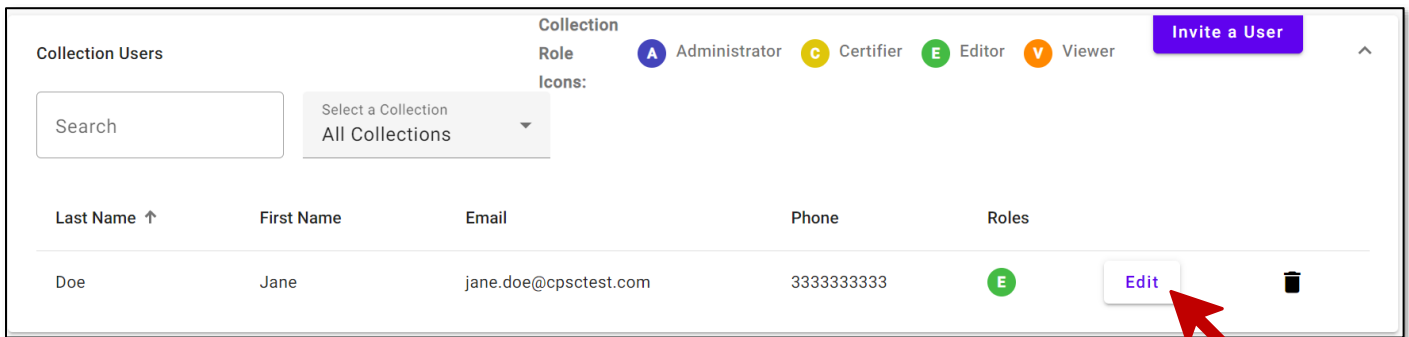 Collection Users
Collection
Role
Icons:
A Administrator C Certifier E Editor V Viewer
Invite a User
Search
Select a Collection
All Collections
Last Name ↑ First Name Email Phone Roles
Doe Jane jane.doe@cpsctest.com 3333333333 E Edit